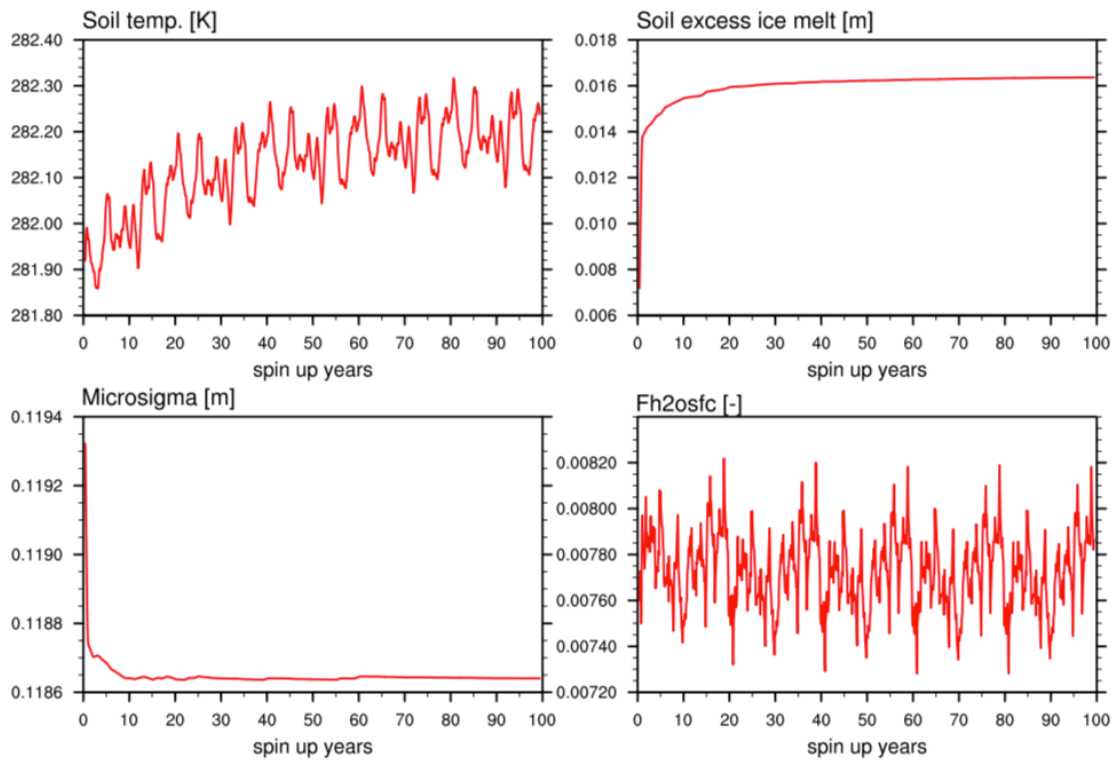 Soil temp. [K]
282.40
282.30
282.20
282.10
282.00
281.90
281.80
0 10 20 30 40 50 60 70 80 90 100
spin up years
Soil excess ice melt [m]
0.018
0.016
0.014
0.012
0.010
0.008
0.006
0 10 20 30 40 50 60 70 80 90 100
spin up years
Microsigma [m]
0.1194
0.1192
0.1190
0.1188
0.1186
0 10 20 30 40 50 60 70 80 90 100
spin up years
Fh2osfc [-]
0.00820
0.00800
0.00780
0.00760
0.00740
0.00720
0 10 20 30 40 50 60 70 80 90 100
spin up years